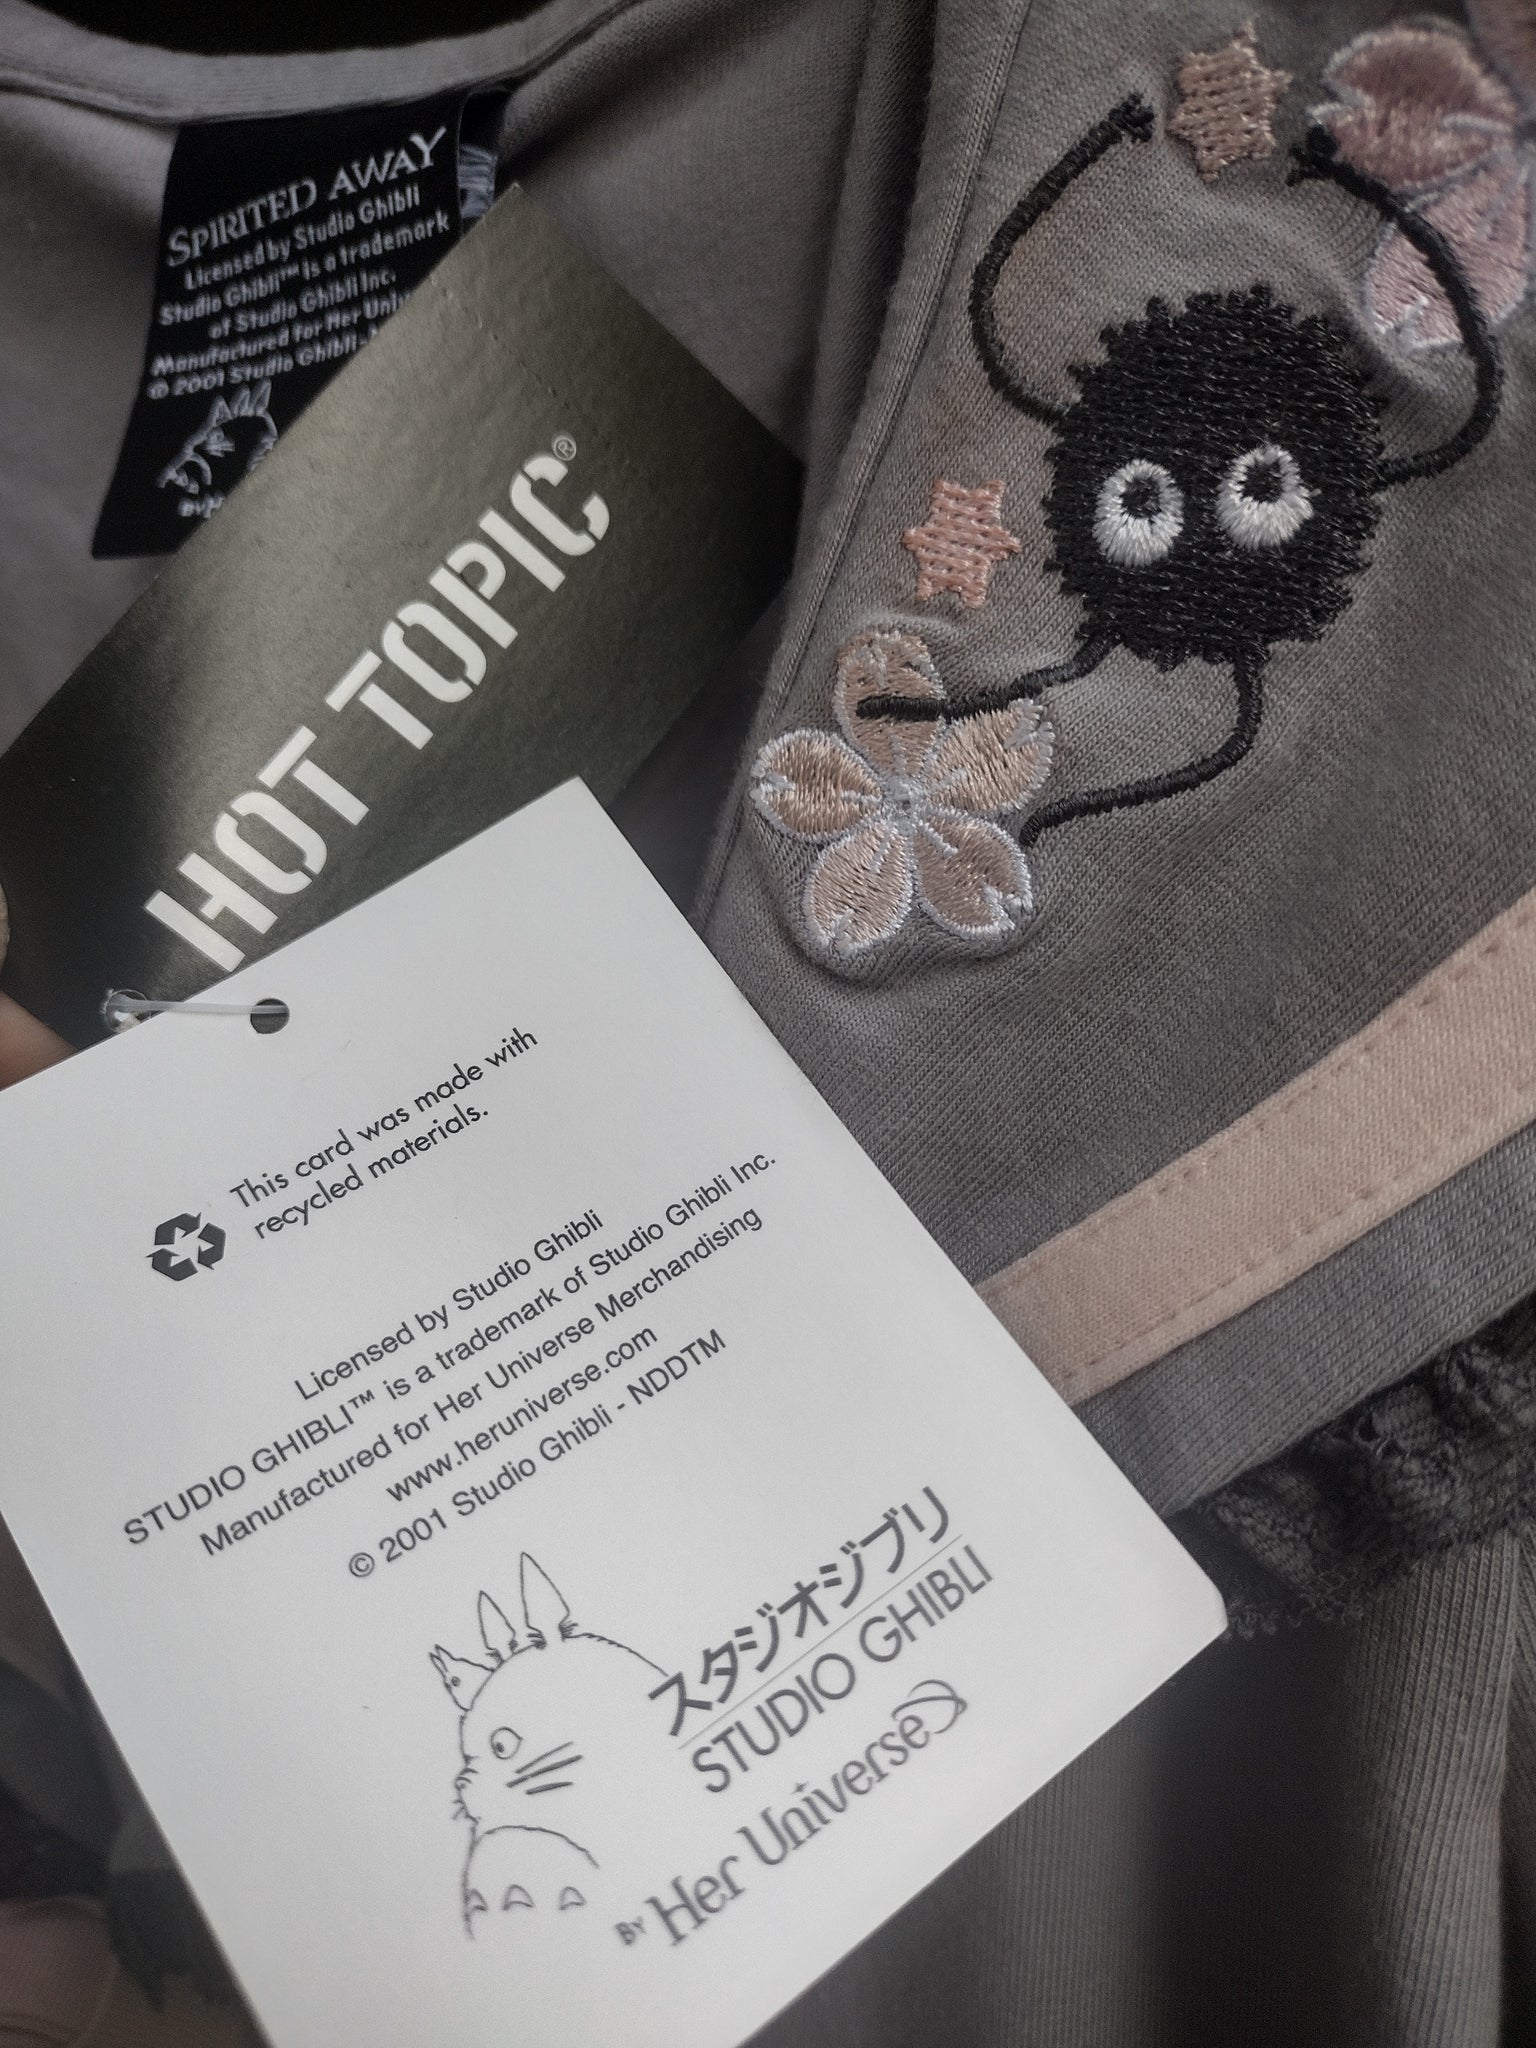 SPIRITED AWAY
Licensed by Studio Ghibli
Studio Ghibli™ is a trademark
of Studio Ghibli Inc.
Manufactured for Her
© 2001 Studio Ghibli-
HOT TOPIC®
This card was made with
recycled materials.
Licensed by Studio Ghibli
STUDIO GHIBLI™ is a trademark of Studio Ghibli Inc.
Manufactured for Her Universe Merchandising
www.heruniverse.com
© 2001 Studio Ghibli - NDDTM
スタジオジブリ
STUDIO GHIBLI
BY HER UNIVERSE